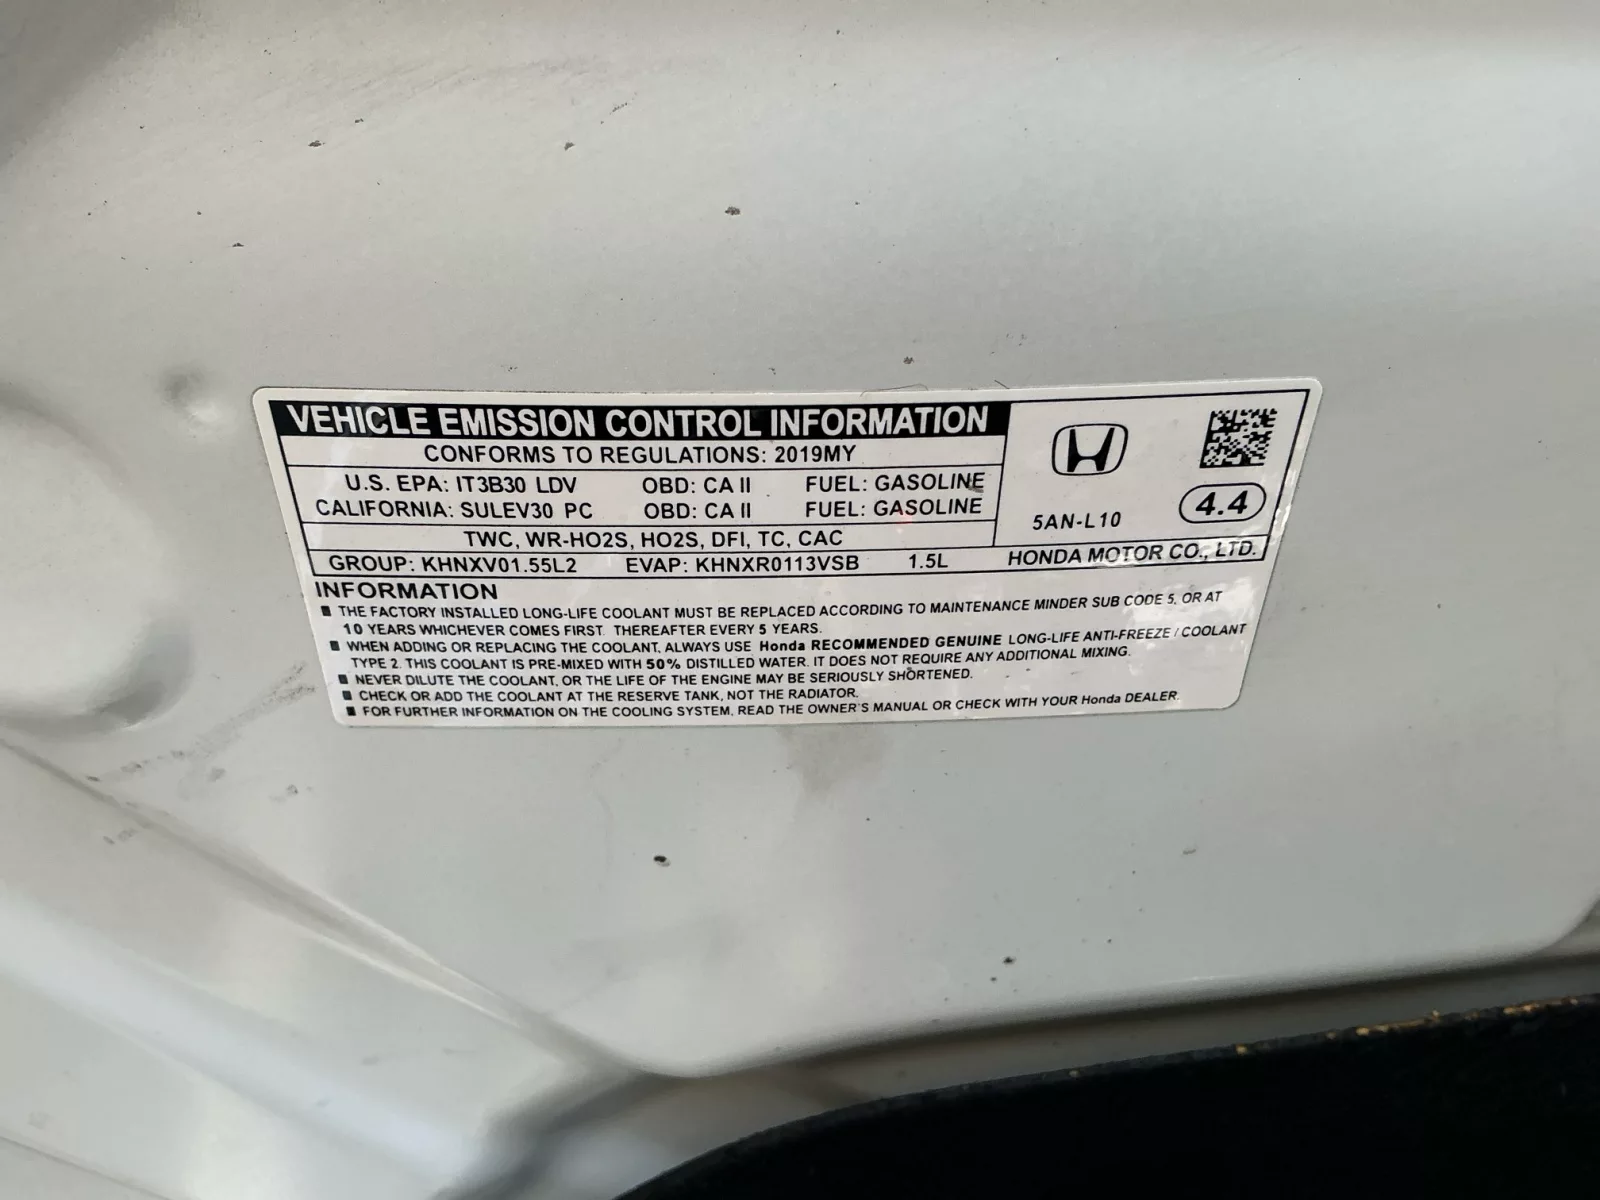 VEHICLE EMISSION CONTROL INFORMATION
CONFORMS TO REGULATIONS: 2019MY
U.S. EPA: IT3B30 LDV OBD: CA II FUEL: GASOLINE
CALIFORNIA: SULEV30 PC OBD: CA II FUEL: GASOLINE
4.4
5AN-L10
TWC, WR-HO2S, HO2S, DFI, TC, CAC
GROUP: KHNXV01.55L2 EVAP: KHNXR0113VSB 1.5L HONDA MOTOR CO., LTD.
INFORMATION
■ THE FACTORY INSTALLED LONG-LIFE COOLANT MUST BE REPLACED ACCORDING TO MAINTENANCE MINDER SUB CODE 5, OR AT
10 YEARS WHICHEVER COMES FIRST. THEREAFTER EVERY 5 YEARS.
■ WHEN ADDING OR REPLACING THE COOLANT, ALWAYS USE Honda RECOMMENDED GENUINE LONG-LIFE ANTI-FREEZE / COOLANT
TYPE 2. THIS COOLANT IS PRE-MIXED WITH 50% DISTILLED WATER. IT DOES NOT REQUIRE ANY ADDITIONAL MIXING.
■ NEVER DILUTE THE COOLANT, OR THE LIFE OF THE ENGINE MAY BE SERIOUSLY SHORTENED.
■ CHECK OR ADD THE COOLANT AT THE RESERVE TANK, NOT THE RADIATOR.
■ FOR FURTHER INFORMATION ON THE COOLING SYSTEM, READ THE OWNER'S MANUAL OR CHECK WITH YOUR Honda DEALER.